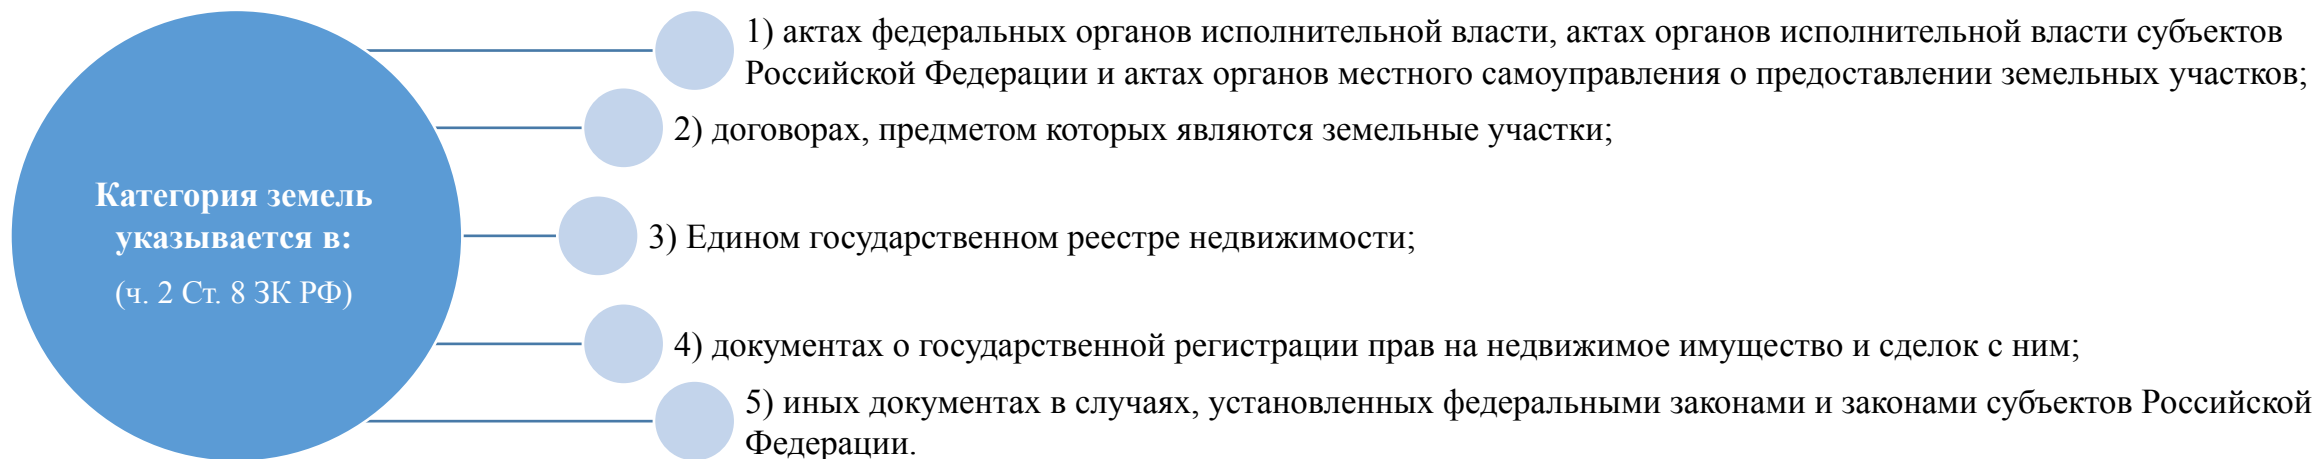 Категория земель
указывается в:
(ч. 2 Ст. 8 ЗК РФ)
1) актах федеральных органов исполнительной власти, актах органов исполнительной власти субъектов
Российской Федерации и актах органов местного самоуправления о предоставлении земельных участков;
2) договорах, предметом которых являются земельные участки;
3) Едином государственном реестре недвижимости;
4) документах о государственной регистрации прав на недвижимое имущество и сделок с ним;
5) иных документах в случаях, установленных федеральными законами и законами субъектов Российской
Федерации.